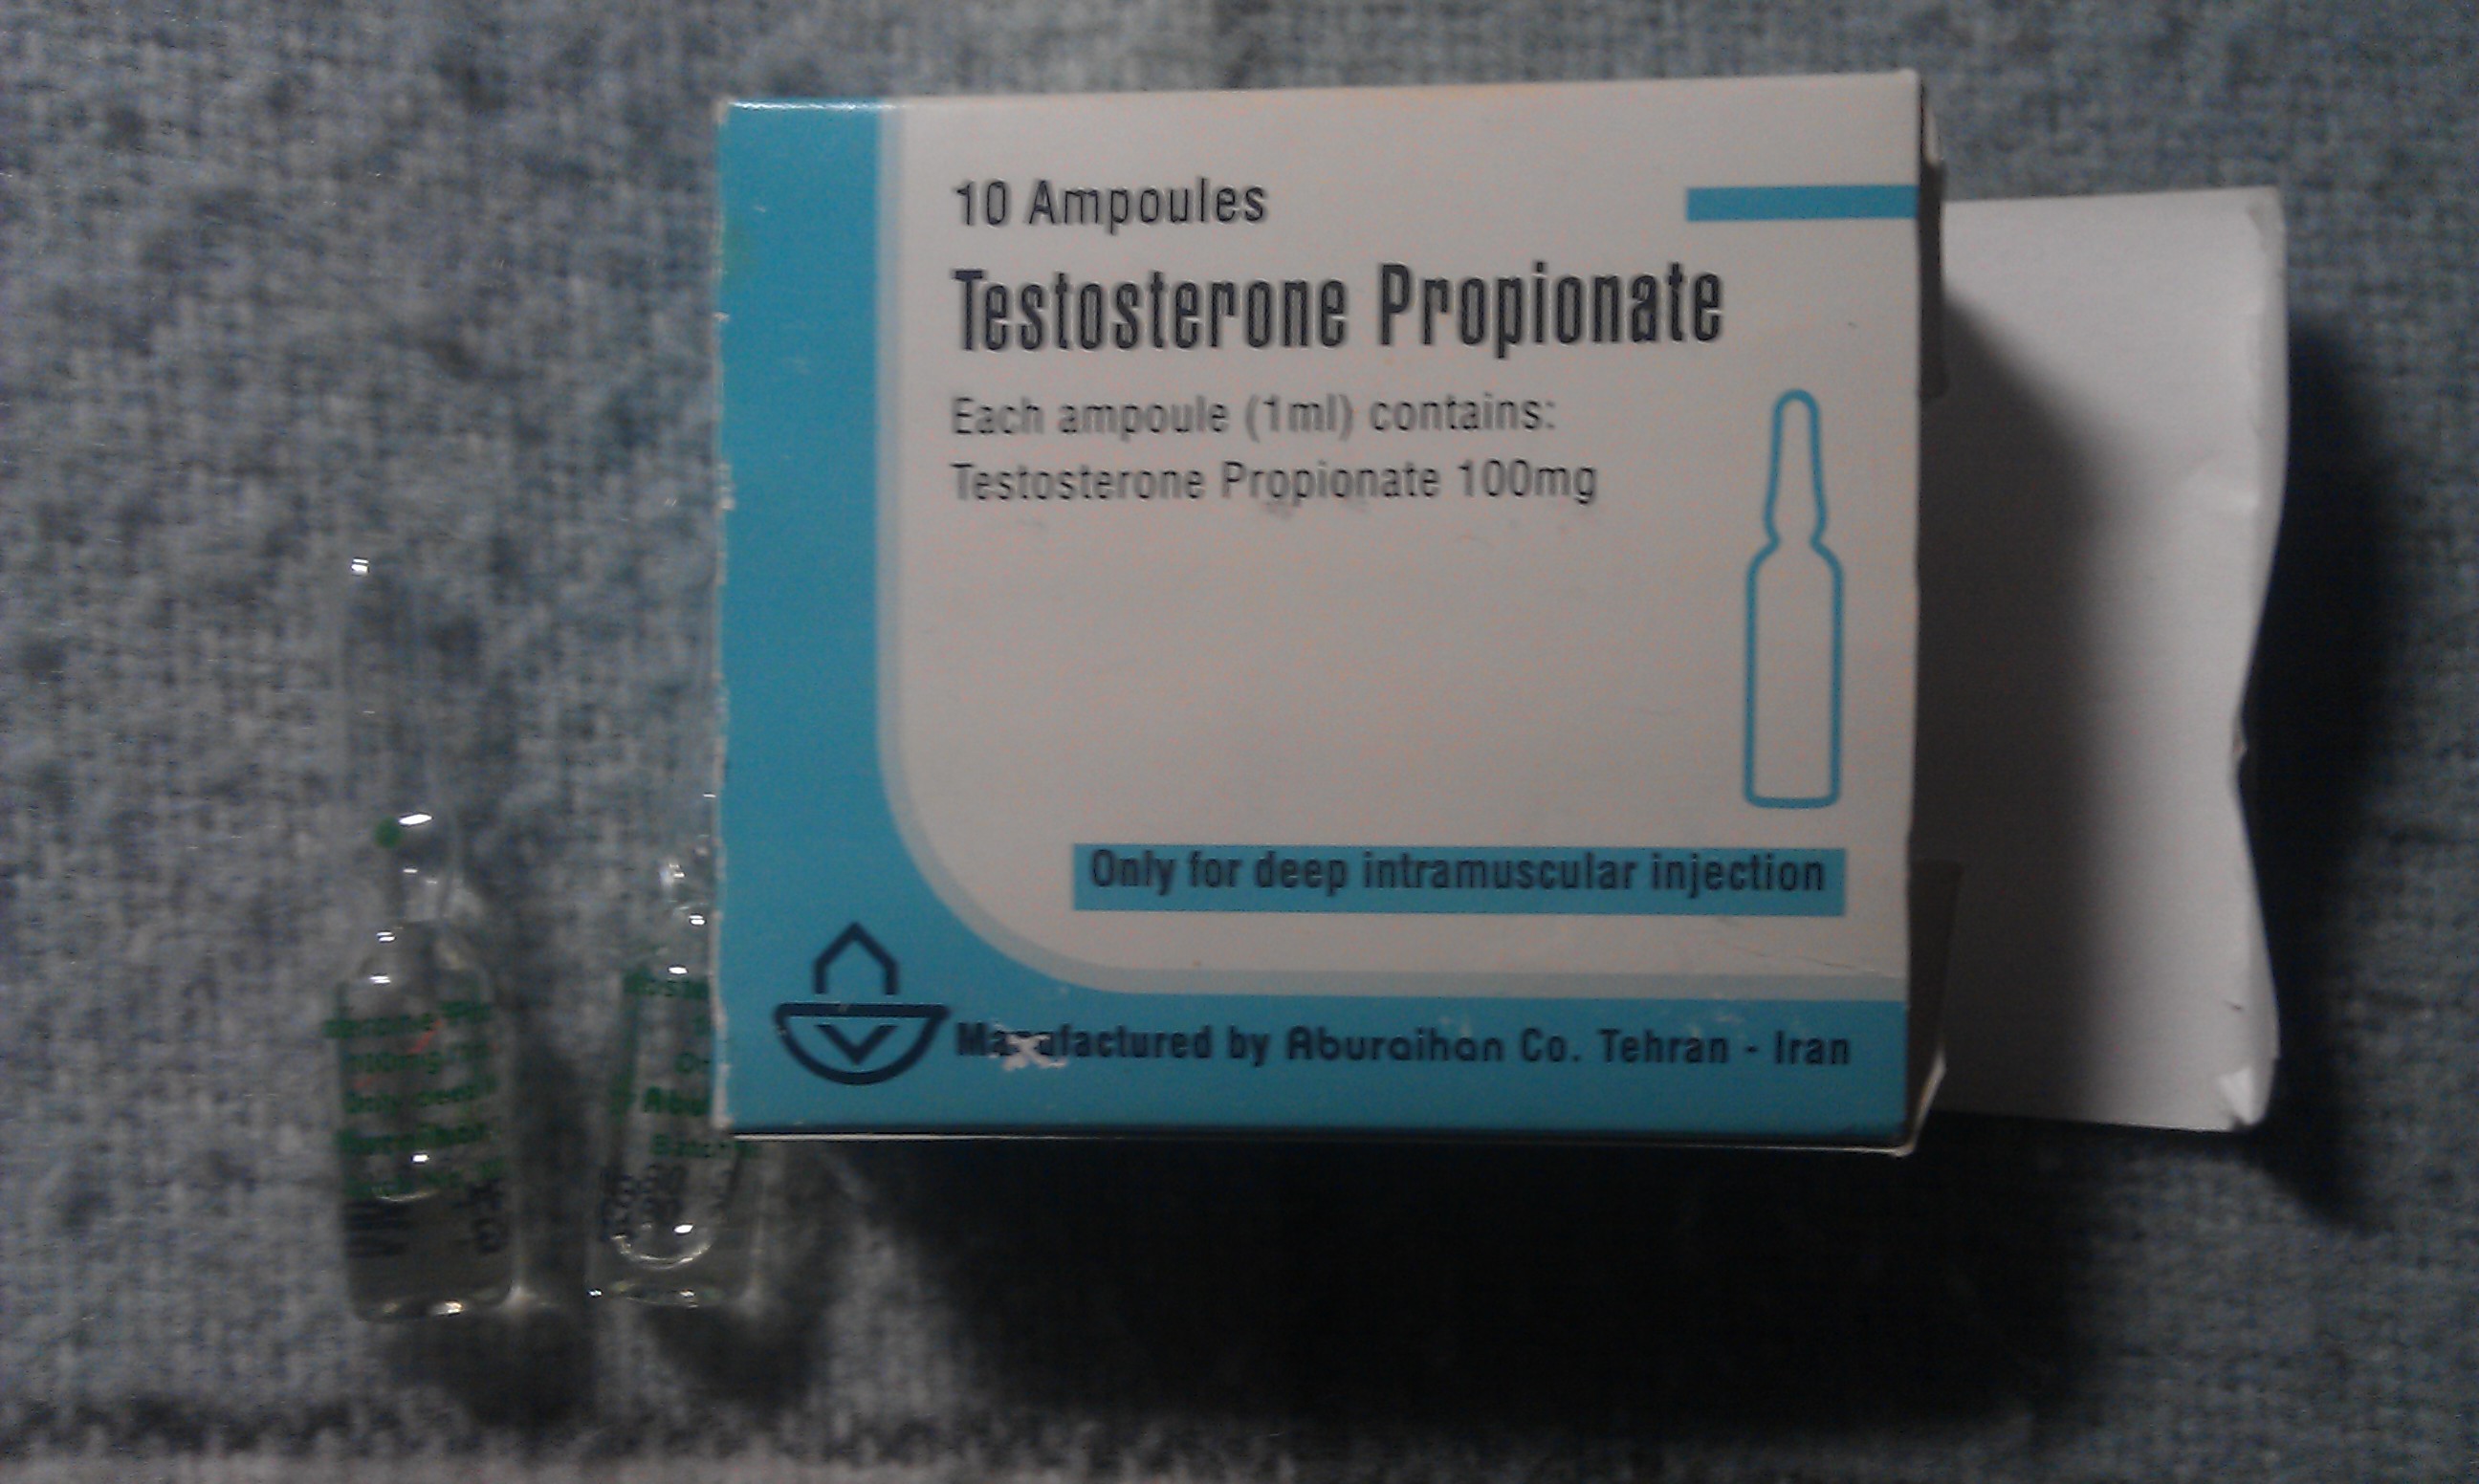 10 Ampoules
Testosterone Propionate
Each ampoule (1ml) contains:
Testosterone Propionate 100mg
Only for deep intramuscular injection
Manufactured by Aburaihan Co. Tehran - Iran